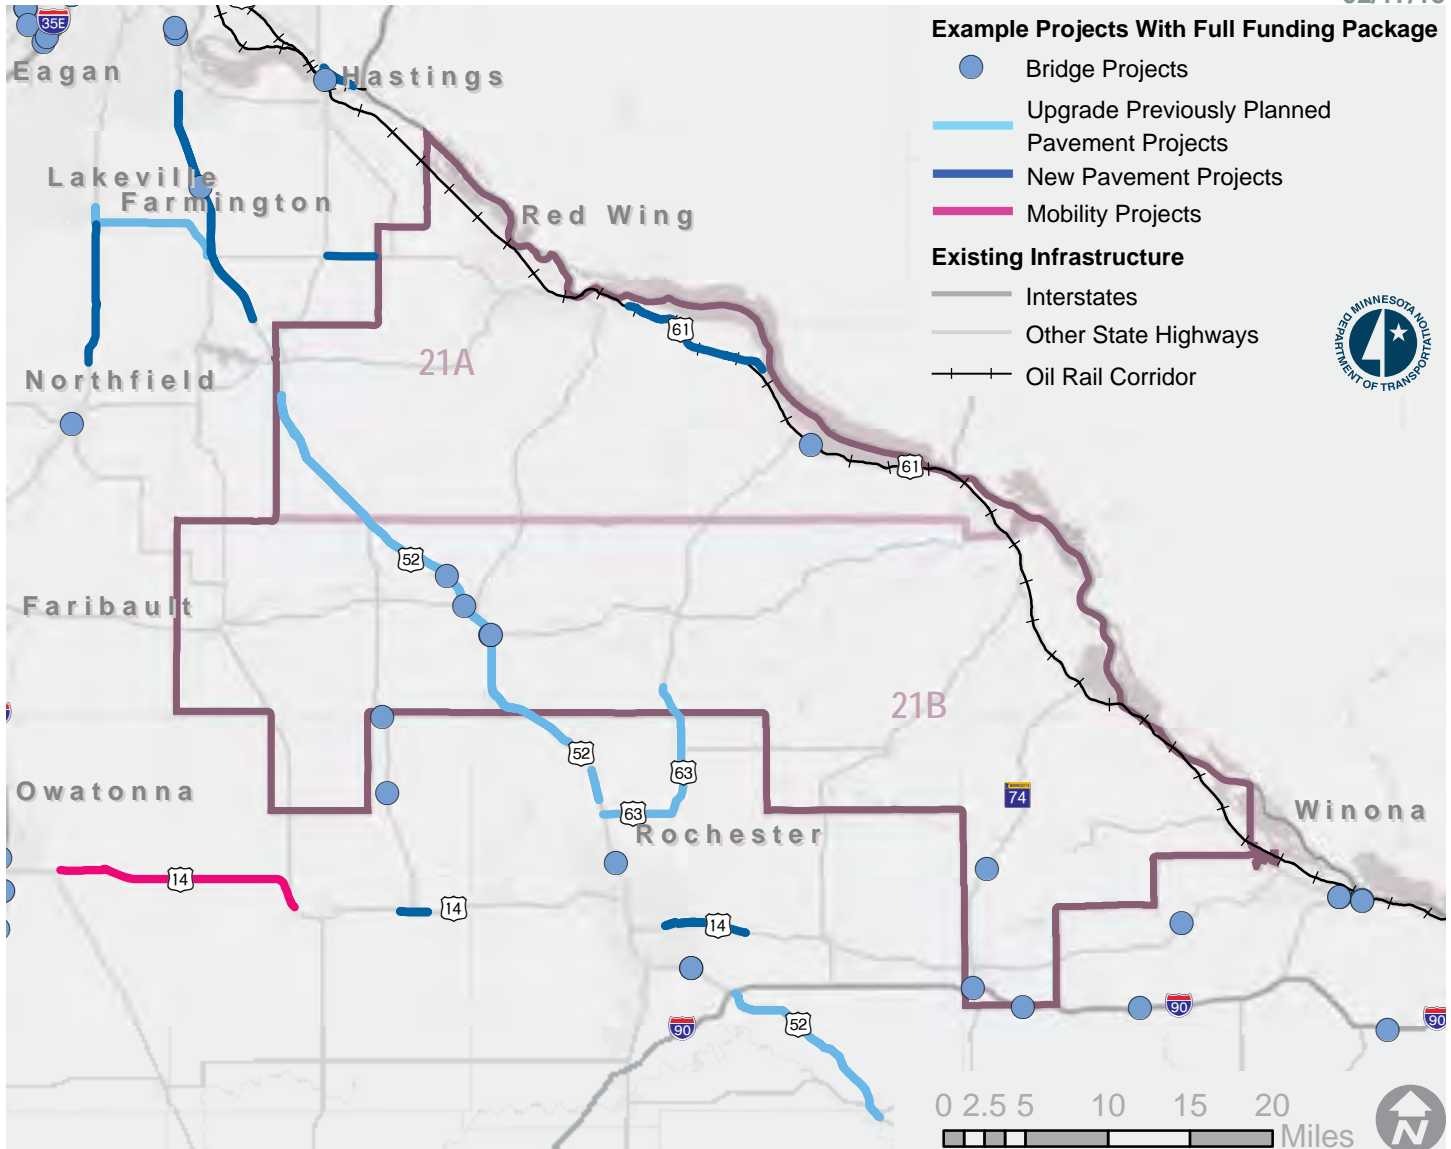 Example Projects With Full Funding Package
Bridge Projects
Upgrade Previously Planned
Pavement Projects
New Pavement Projects
Mobility Projects
Existing Infrastructure
Interstates
Other State Highways
Oil Rail Corridor
MINNESOTA DEPARTMENT OF TRANSPORTATION
35E
Eagan
Hastings
Lakeville
Farmington
Red Wing
61
21A
Northfield
61
52
Faribault
21B
52
63
74
Owatonna
63
Rochester
Winona
14
14
14
90
52
90
90
0 2.5 5 10 15 20
Miles
N